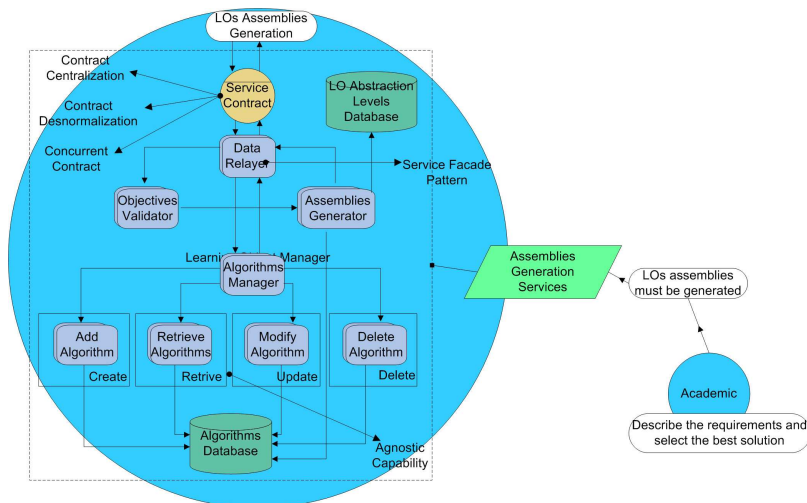 LOs Assemblies
Generation
Contract
Centralization
Service
Contract
LO Abstraction
Levels
Database
Contract
Desnormalization
Concurrent
Contract
Data
Relayer
Service Facade
Pattern
Objectives
Validator
Assemblies
Generator
Manager
Algorithms
Manager
Assemblies
Generation
Services
LOs assemblies
must be generated
Add
Algorithm
Retrieve
Algorithms
Modify
Algorithm
Delete
Algorithm
Create
Retrive
Update
Delete
Academic
Algorithms
Database
Agnostic
Capability
Describe the requirements and
select the best solution